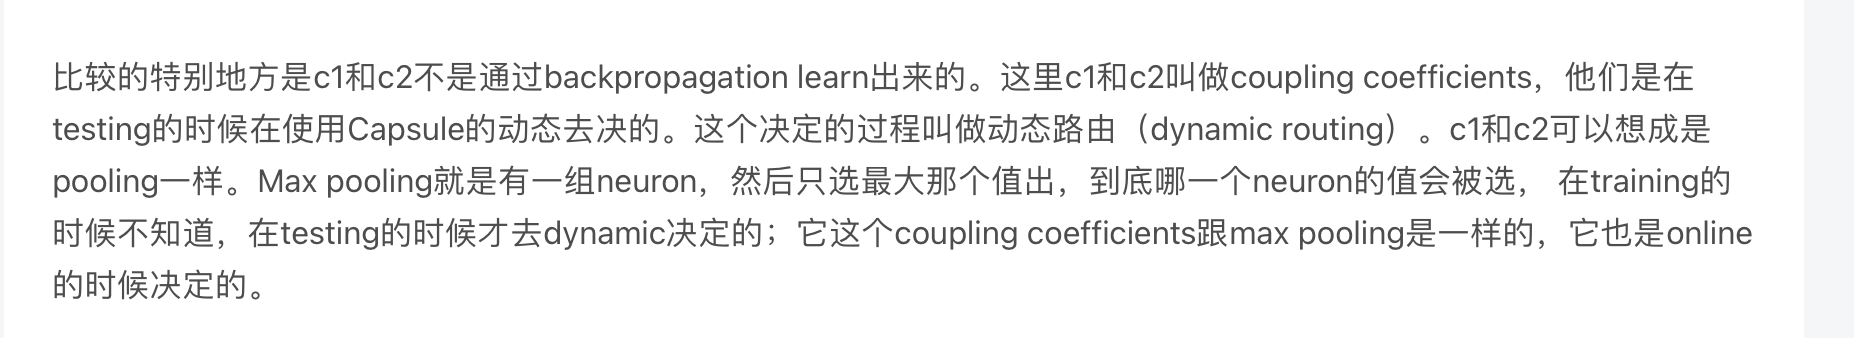 比较的特别地方是c1和c2不是通过backpropagation learn出来的。这里c1和c2叫做coupling coefficients，他们是在
testing的时候在使用Capsule的动态去决的。这个决定的过程叫做动态路由（dynamic routing）。c1和c2可以想成是
pooling一样。Max pooling就是有一组neuron，然后只选最大那个值出，到底哪一个neuron的值会被选， 在training的
时候不知道，在testing的时候才去dynamic决定的；它这个coupling coefficients跟max pooling是一样的，它也是online
的时候决定的。